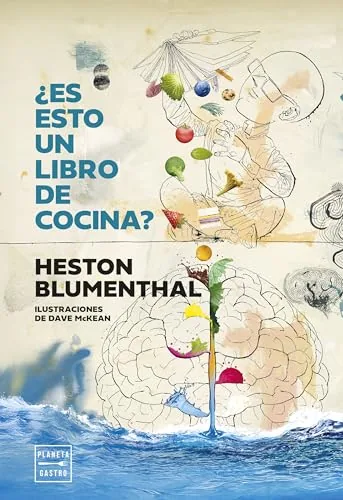 ¿ES
ESTO
UN
LIBRO
DE
COCINA?
HESTON
BLUMENTHAL
ILUSTRACIONES
DE DAVE McKEAN
PLANETA
GASTRO